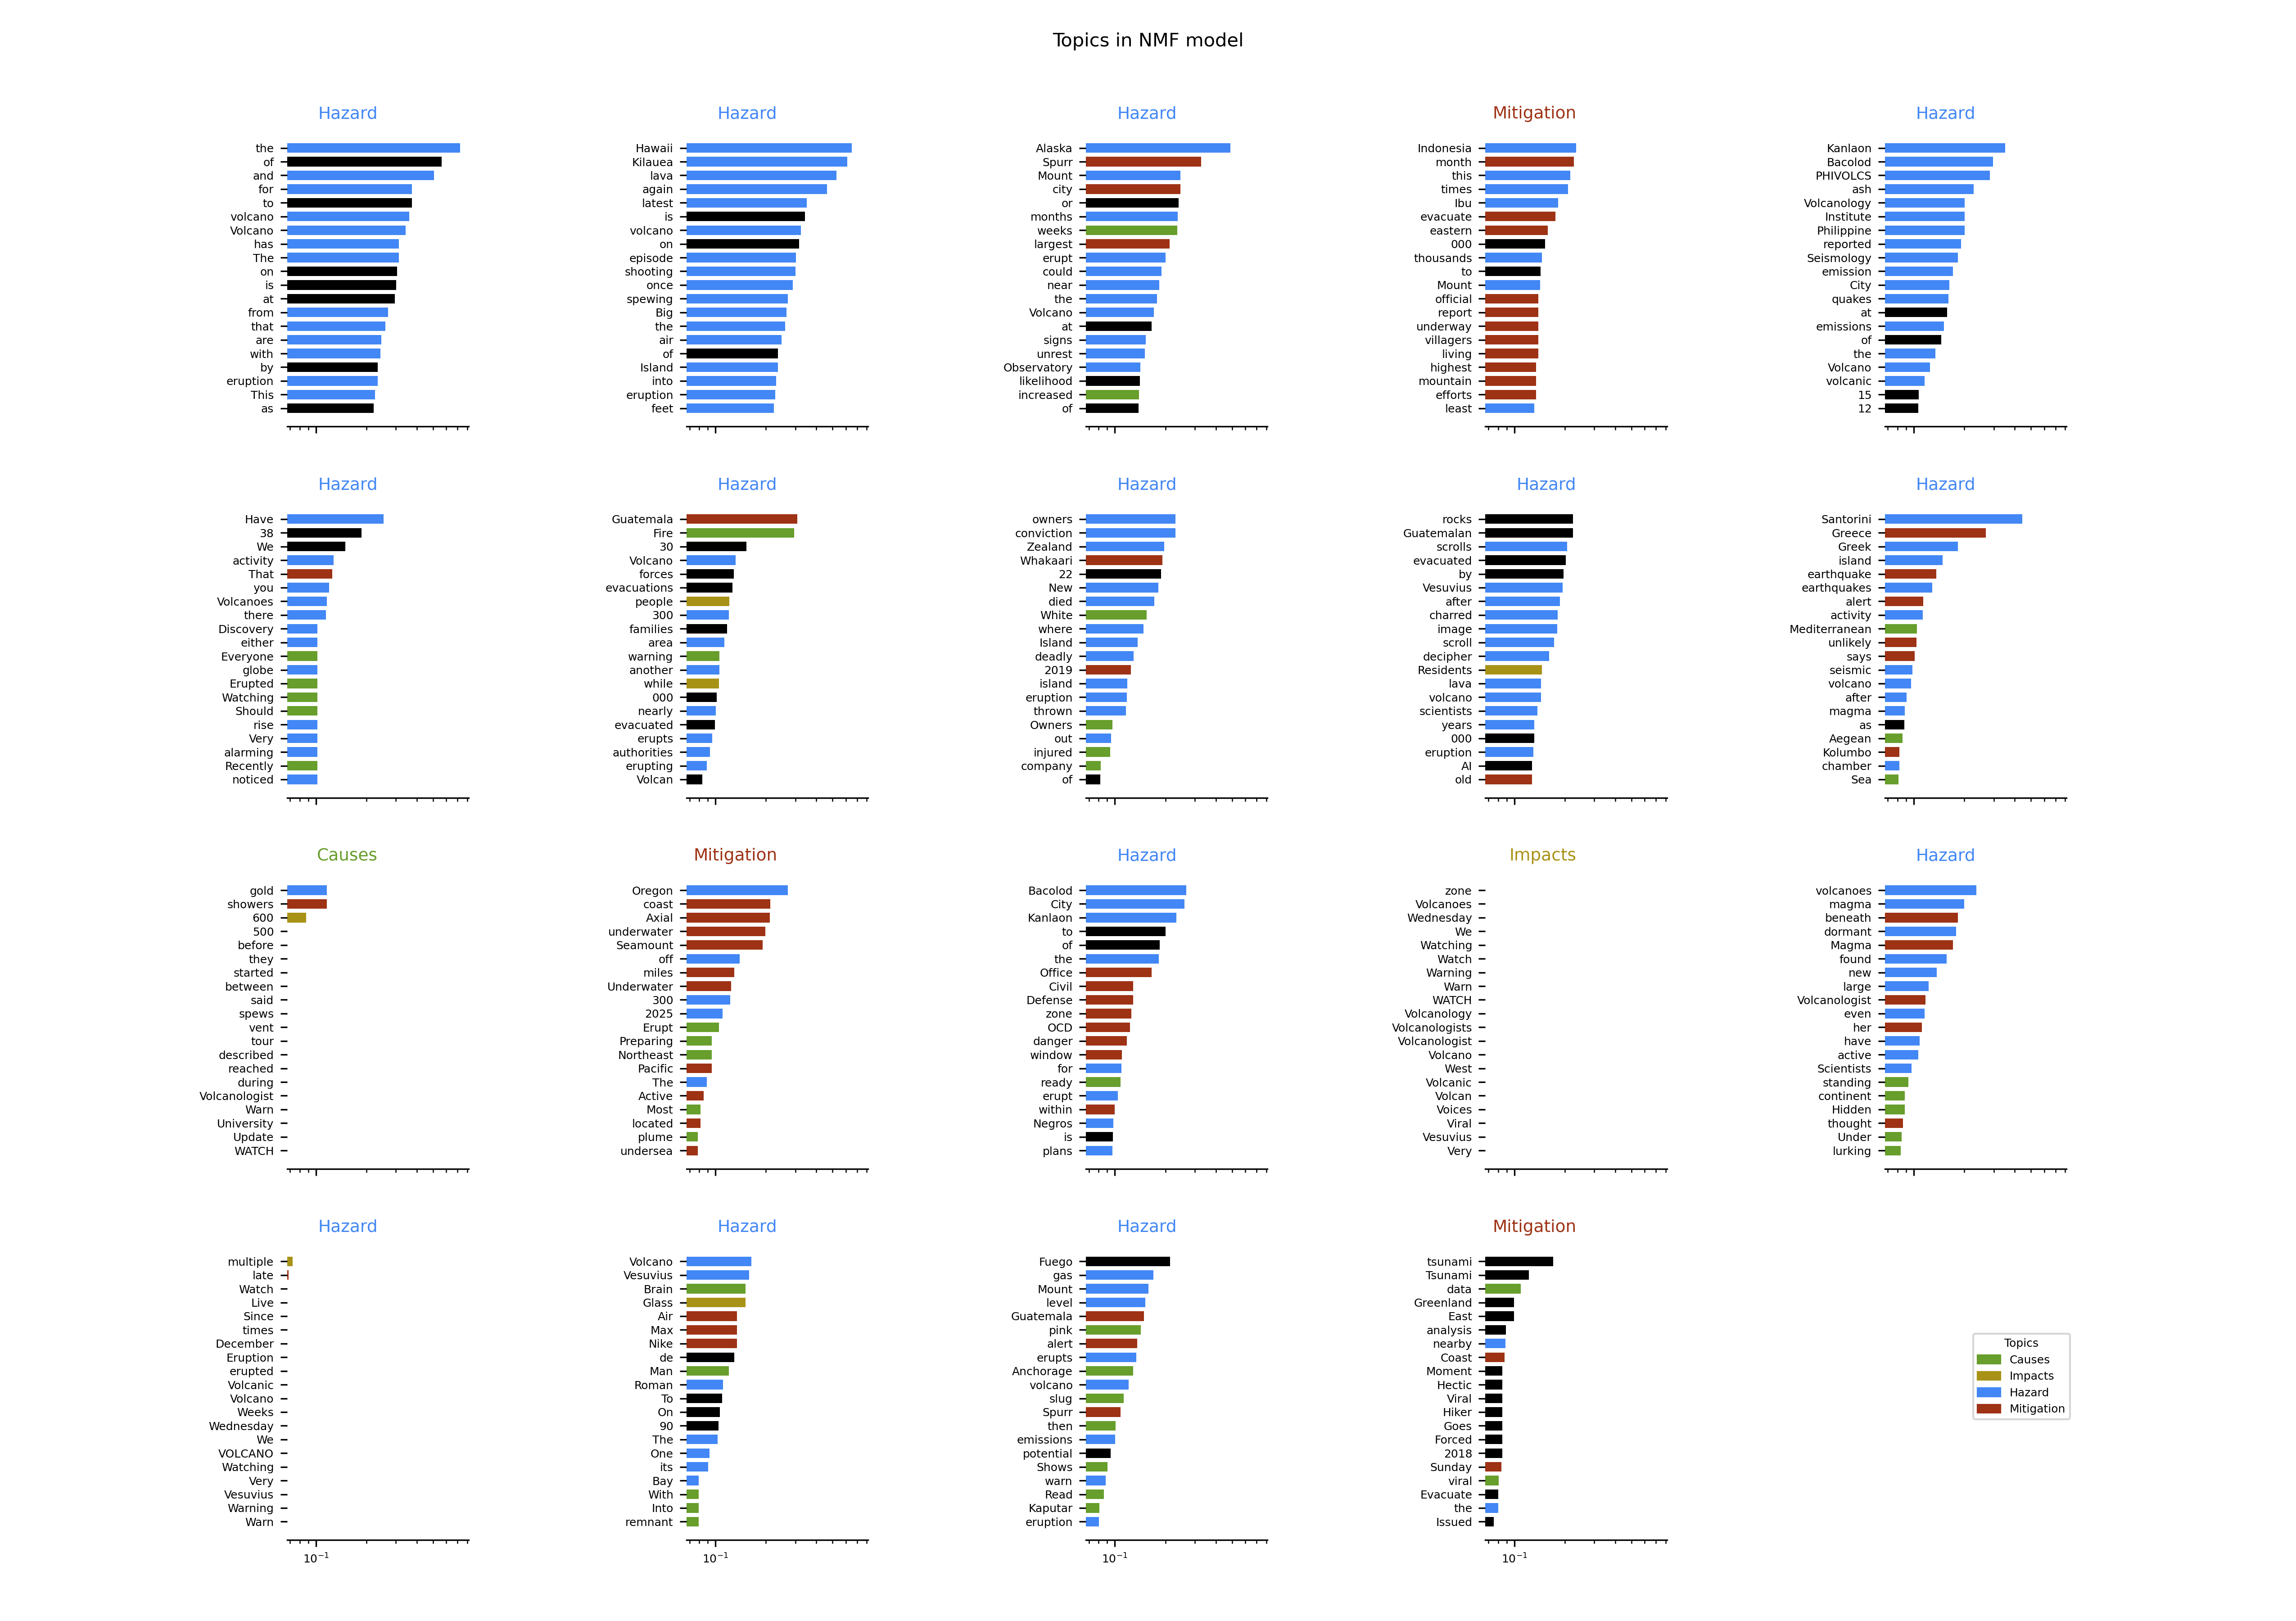 Topics in NMF model
Hazard
the
of
and
for
to
volcano
Volcano
has
The
on
is
at
from
that
are
with
by
eruption
This
as
Hazard
Hawaii
Kilauea
lava
again
latest
is
volcano
on
episode
shooting
once
spewing
Big
the
air
of
Island
into
eruption
feet
Hazard
Alaska
Spurr
Mount
city
or
months
weeks
largest
erupt
could
near
the
Volcano
at
signs
unrest
Observatory
likelihood
increased
of
Mitigation
Indonesia
month
this
times
Ibu
evacuate
eastern
000
thousands
to
Mount
official
report
underway
villagers
living
highest
mountain
efforts
least
Hazard
Kanlaon
Bacolod
PHIVOLCS
ash
Volcanology
Institute
Philippine
reported
Seismology
emission
City
quakes
at
emissions
of
the
Volcano
volcanic
15
12
Hazard
Have
38
We
activity
That
you
Volcanoes
there
Discovery
either
Everyone
globe
Erupted
Watching
Should
rise
Very
alarming
Recently
noticed
Hazard
Guatemala
Fire
30
Volcano
forces
evacuations
people
300
families
area
warning
another
while
000
nearly
evacuated
erupts
authorities
erupting
Volcan
Hazard
owners
conviction
Zealand
Whakaari
22
New
died
White
where
Island
deadly
2019
island
eruption
thrown
Owners
out
injured
company
of
Hazard
rocks
Guatemalan
scrolls
evacuated
by
Vesuvius
after
charred
image
scroll
decipher
Residents
lava
volcano
scientists
years
000
eruption
AI
old
Hazard
Santorini
Greece
Greek
island
earthquake
earthquakes
alert
activity
Mediterranean
unlikely
says
seismic
volcano
after
magma
as
Aegean
Kolumbo
chamber
Sea
Causes
gold
showers
600
500
before
they
started
between
said
spews
vent
tour
described
reached
during
Volcanologist
Warn
University
Update
WATCH
Mitigation
Oregon
coast
Axial
underwater
Seamount
off
miles
Underwater
300
2025
Erupt
Preparing
Northeast
Pacific
The
Active
Most
located
plume
undersea
Hazard
Bacolod
City
Kanlaon
to
of
the
Office
Civil
Defense
zone
OCD
danger
window
for
ready
erupt
within
Negros
is
plans
Impacts
zone
Volcanoes
Wednesday
We
Watching
Watch
Warning
Warn
WATCH
Volcanology
Volcanologists
Volcanologist
Volcano
West
Volcanic
Volcan
Voices
Viral
Vesuvius
Very
Hazard
volcanoes
magma
beneath
dormant
Magma
found
new
large
Volcanologist
even
her
have
active
Scientists
standing
continent
Hidden
thought
Under
lurking
Hazard
multiple
late
Watch
Live
Since
times
December
Eruption
erupted
Volcanic
Volcano
Weeks
Wednesday
We
VOLCANO
Watching
Very
Vesuvius
Warning
Warn
10⁻¹
Hazard
Volcano
Vesuvius
Brain
Glass
Air
Max
Nike
de
Man
Roman
To
On
90
The
One
its
Bay
With
Into
remnant
10⁻¹
Hazard
Fuego
gas
Mount
level
Guatemala
pink
alert
erupts
Anchorage
volcano
slug
Spurr
then
emissions
potential
Shows
warn
Read
Kaputar
eruption
10⁻¹
Mitigation
tsunami
Tsunami
data
Greenland
East
analysis
nearby
Coast
Moment
Hectic
Viral
Hiker
Goes
Forced
2018
Sunday
viral
Evacuate
the
Issued
10⁻¹
Topics
Causes
Impacts
Hazard
Mitigation